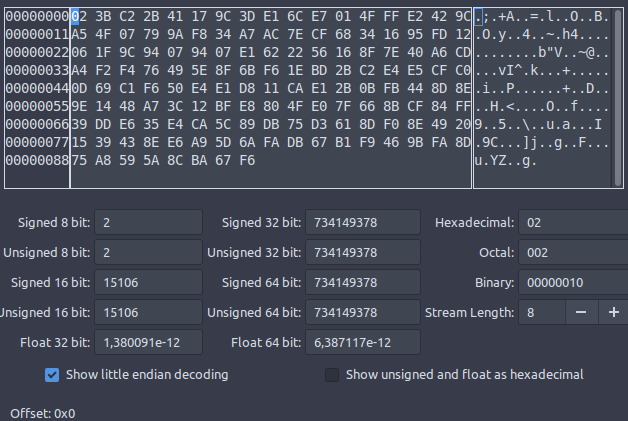 00000000 02 3B C2 2B 41 17 9C 3D E1 6C E7 01 4F FF E2 42 9C .;.+A..=.l..O..B.
00000011 A5 4F 07 79 9A F8 34 A7 AC 7E CF 68 34 16 95 FD 12 .O.y..4..~.h4....
00000022 06 1F 9C 94 07 94 07 E1 62 22 56 16 8F 7E 40 A6 CD ........b"V..~@..
00000033 A4 F2 F4 76 49 5E 8F 6B F6 1E BD 2B C2 E4 E5 CF C0 ...vI^.k...+.....
00000044 0D 69 C1 F6 50 E4 E1 D8 11 CA E1 2B 0B FB 44 8D 8E .i..P......+..D..
00000055 9E 14 48 A7 3C 12 BF E8 80 4F E0 7F 66 8B CF 84 FF ..H.<....O..f....
00000066 39 DD E6 35 E4 CA 5C 89 DB 75 D3 61 8D F0 8E 49 20 9..5..\..u.a...I
00000077 15 39 43 8E E6 A9 5D 6A FA DB 67 B1 F9 46 9B FA 8D .9C...]j..g..F...
00000088 75 A8 59 5A 8C BA 67 F6 u.YZ..g.
Signed 8 bit: 2 Signed 32 bit: 734149378 Hexadecimal: 02
Unsigned 8 bit: 2 Unsigned 32 bit: 734149378 Octal: 002
Signed 16 bit: 15106 Signed 64 bit: 734149378 Binary: 00000010
Unsigned 16 bit: 15106 Unsigned 64 bit: 734149378 Stream Length: 8 − +
Float 32 bit: 1,380091e-12 Float 64 bit: 6,387117e-12
Show little endian decoding Show unsigned and float as hexadecimal
Offset: 0x0